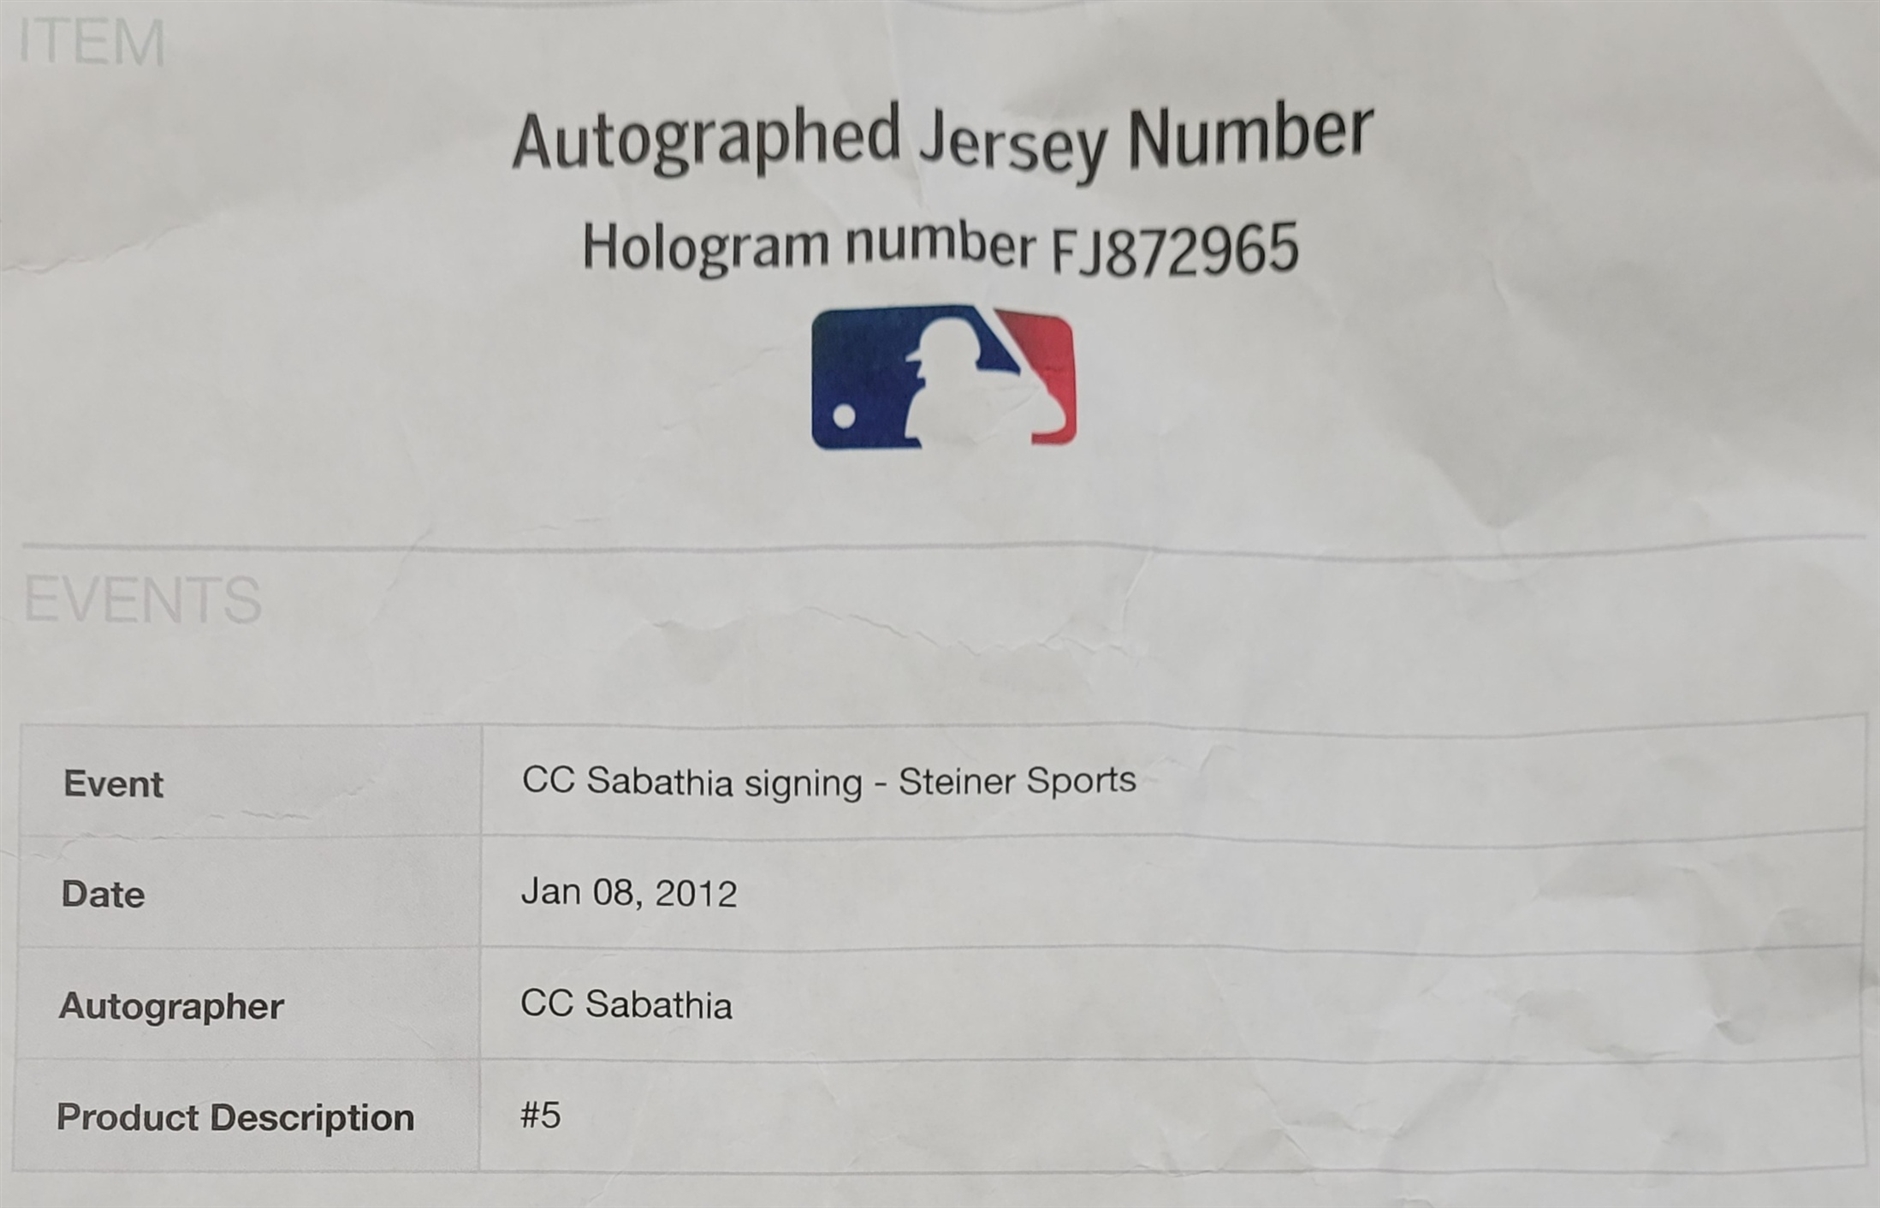 ITEM
Autographed Jersey Number
Hologram number FJ872965
EVENTS
Event CC Sabathia signing - Steiner Sports
Date Jan 08, 2012
Autographer CC Sabathia
Product Description #5